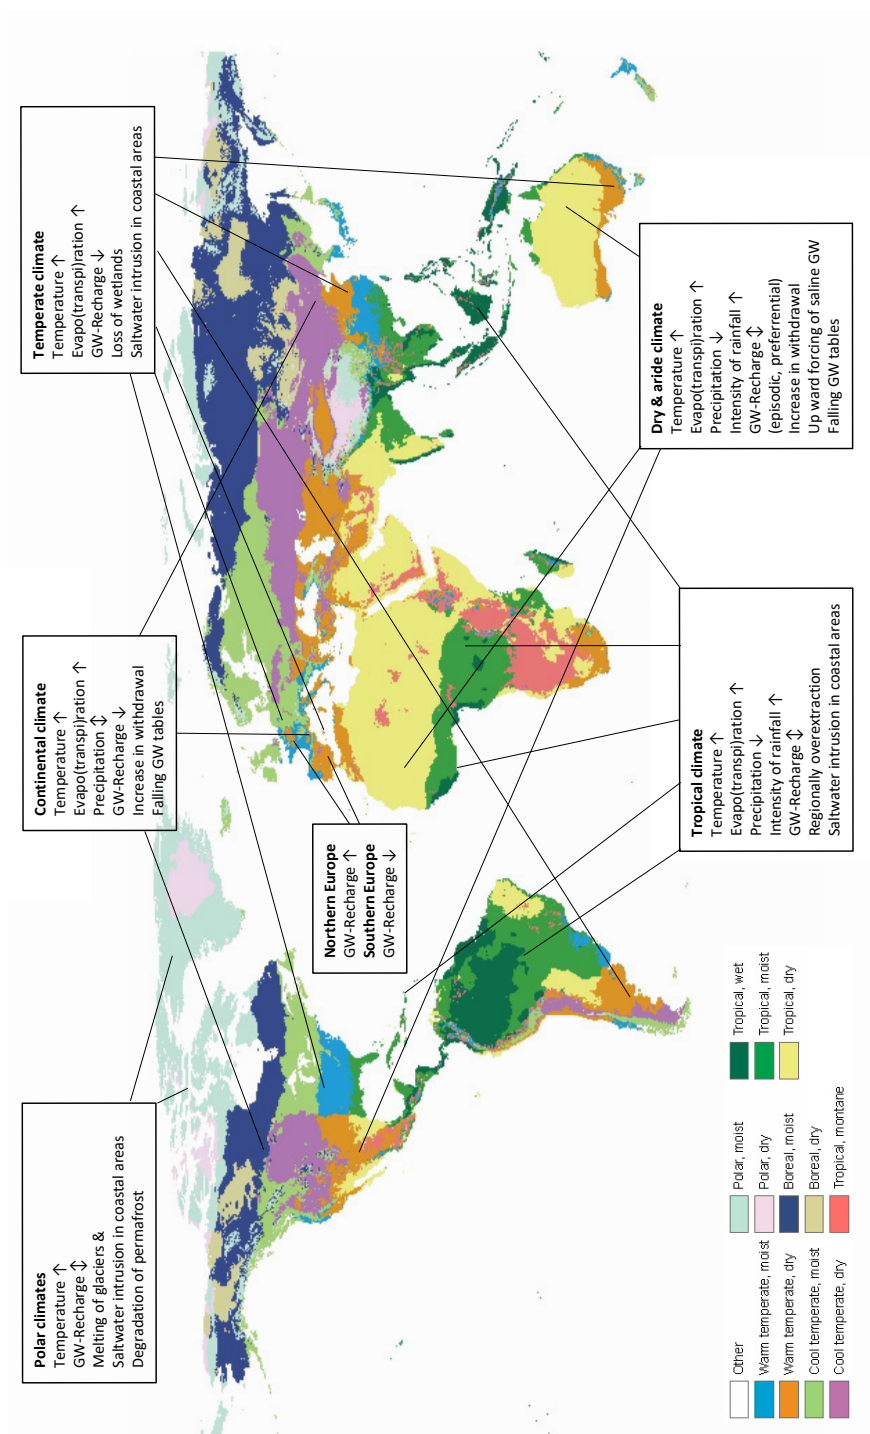 Polar climates
Temperature ↑
GW-Recharge ↕
Melting of glaciers &
Saltwater intrusion in coastal areas
Degradation of permafrost
Continental climate
Temperature ↑
Evapo(transpi)ration ↑
Precipitation ↕
GW-Recharge ↓
Increase in withdrawal
Falling GW tables
Temperate climate
Temperature ↑
Evapo(transpi)ration ↑
GW-Recharge ↓
Loss of wetlands
Saltwater intrusion in coastal areas
Northern Europe
GW-Recharge ↑
Southern Europe
GW-Recharge ↓
Tropical climate
Temperature ↑
Evapo(transpi)ration ↑
Precipitation ↓
Intensity of rainfall ↑
GW-Recharge ↕
Regionally overextraction
Saltwater intrusion in coastal areas
Dry & aride climate
Temperature ↑
Evapo(transpi)ration ↑
Precipitation ↓
Intensity of rainfall ↑
GW-Recharge ↕
(episodic, preferrential)
Increase in withdrawal
Up ward forcing of saline GW
Falling GW tables
Other
Warm temperate, moist
Warm temperate, dry
Cool temperate, moist
Cool temperate, dry
Polar, moist
Polar, dry
Boreal, moist
Boreal, dry
Tropical, montane
Tropical, wet
Tropical, moist
Tropical, dry